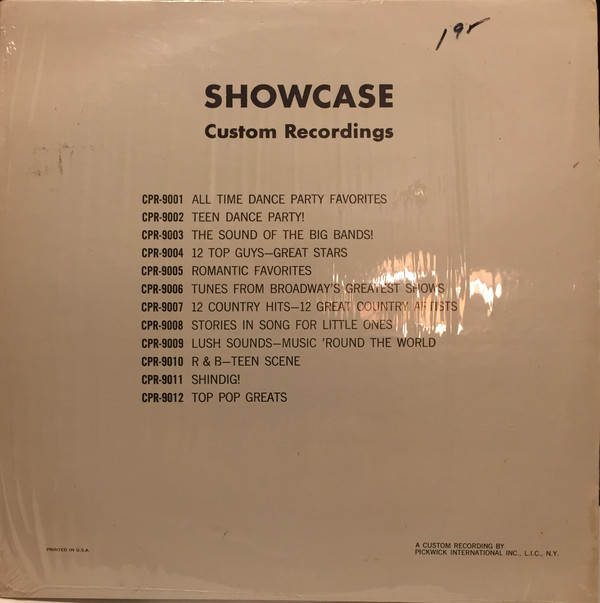 SHOWCASE
Custom Recordings
CPR-9001 ALL TIME DANCE PARTY FAVORITES
CPR-9002 TEEN DANCE PARTY!
CPR-9003 THE SOUND OF THE BIG BANDS!
CPR-9004 12 TOP GUYS—GREAT STARS
CPR-9005 ROMANTIC FAVORITES
CPR-9006 TUNES FROM BROADWAY'S GREATEST SHOWS
CPR-9007 12 COUNTRY HITS—12 GREAT COUNTRY ARTISTS
CPR-9008 STORIES IN SONG FOR LITTLE ONES
CPR-9009 LUSH SOUNDS—MUSIC 'ROUND THE WORLD
CPR-9010 R & B—TEEN SCENE
CPR-9011 SHINDIG!
CPR-9012 TOP POP GREATS
PRINTED IN U.S.A.
A CUSTOM RECORDING BY
PICKWICK INTERNATIONAL INC., L.I.C., N.Y.